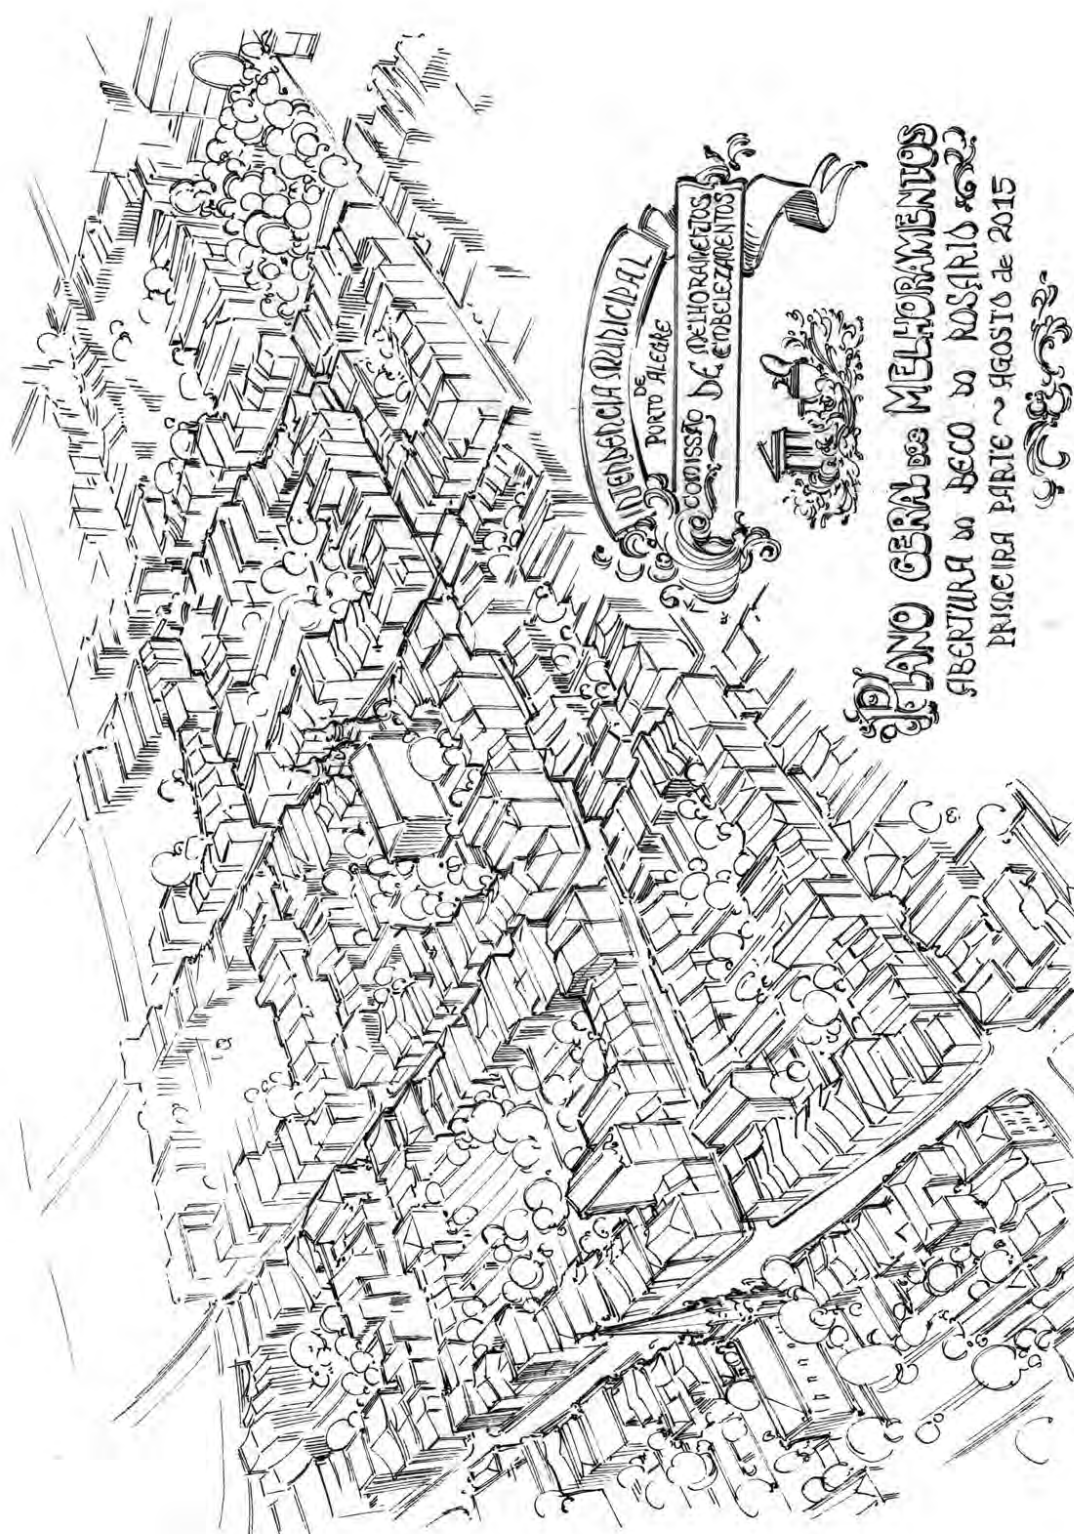 INTENDENCIA MUNICIPAL
DE
PORTO ALEGRE
COMISSÃO DE MELHORAMENTOS
E EMBELEZAMENTOS
PLANO GERAL DOS MELHORAMENTOS
ABERTURA DO BECO DO ROSÁRIO
PRIMEIRA PARTE ~ AGOSTO de 2015